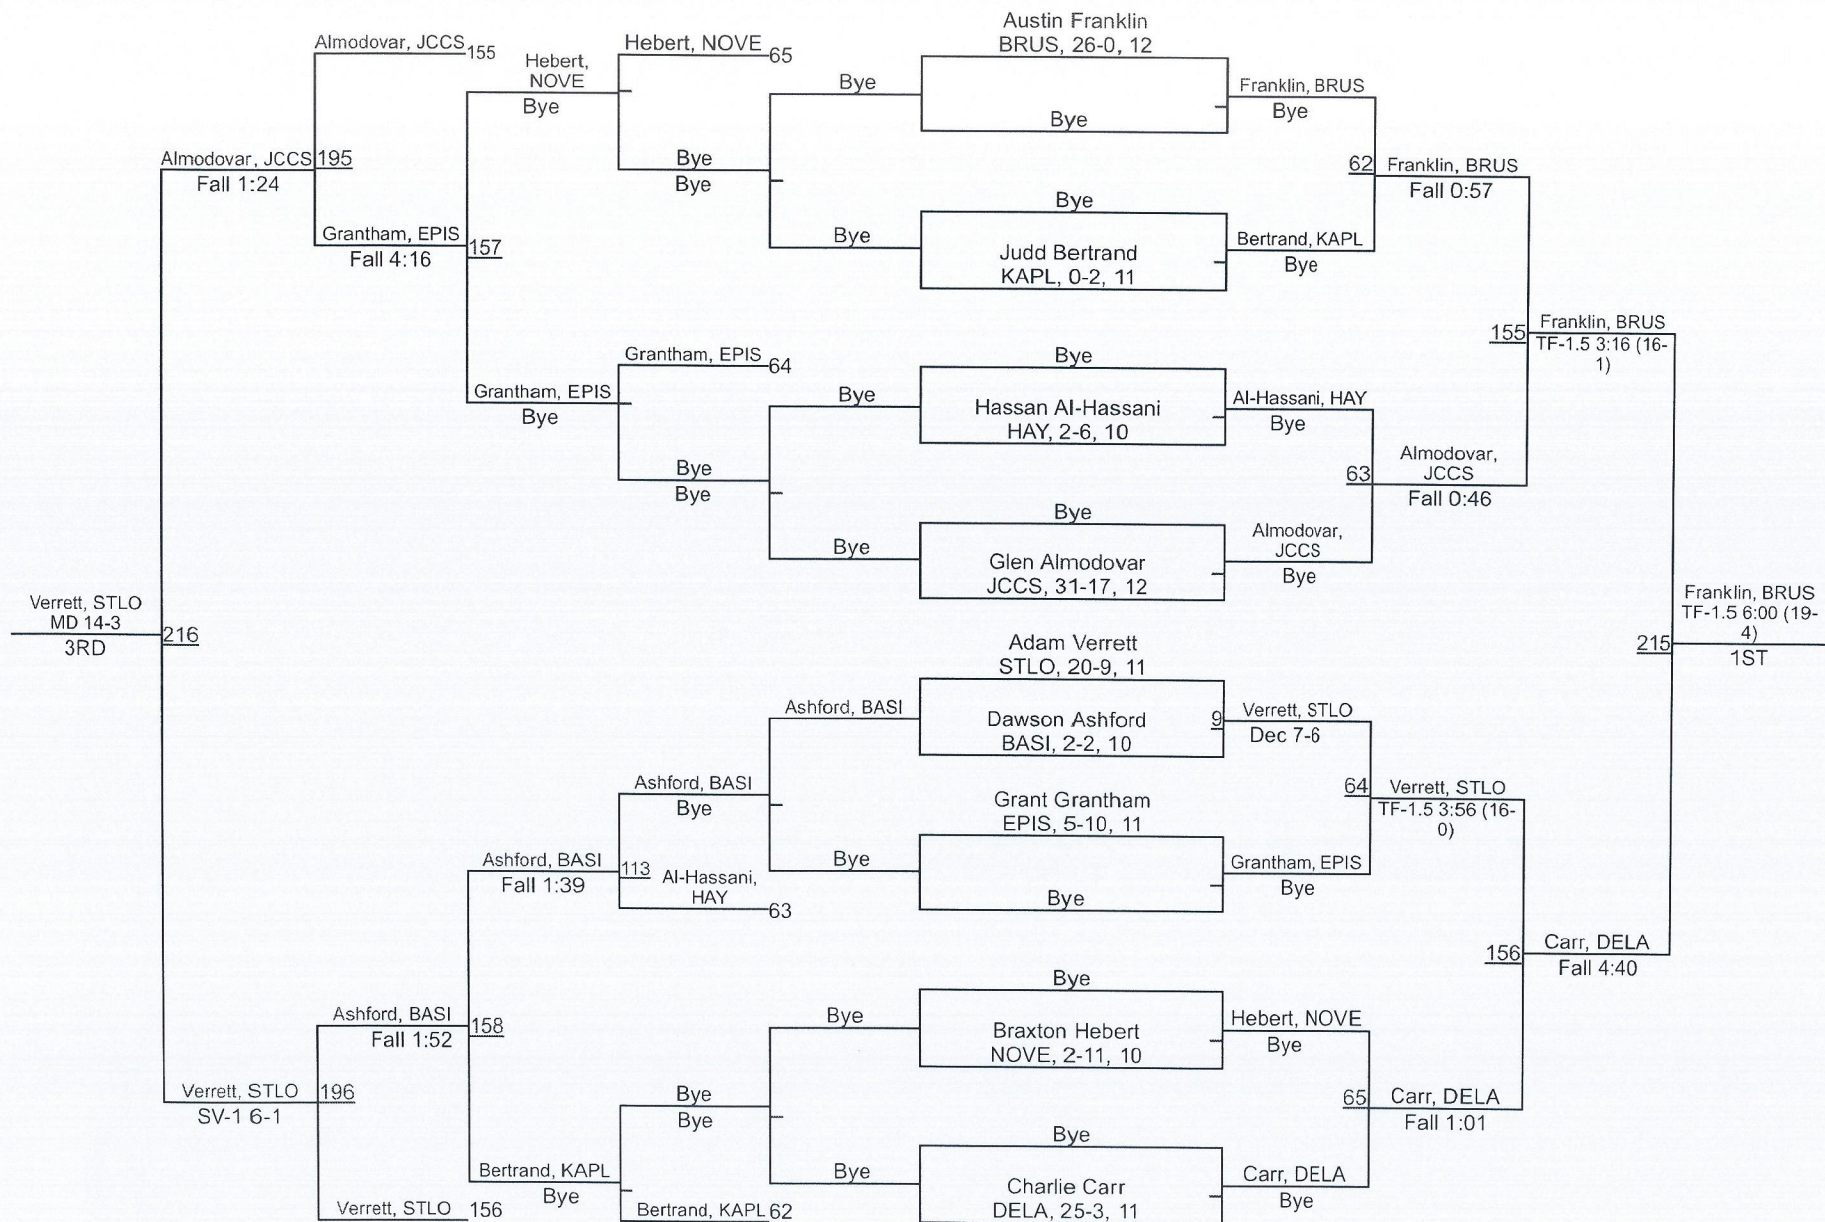 Austin Franklin
BRUS, 26-0, 12
Almodovar, JCCS
155
Hebert,
NOVE
Bye
Hebert, NOVE
65
Bye
Bye
Franklin, BRUS
Bye
Almodovar, JCCS
195
Fall 1:24
Bye
Bye
62
Franklin, BRUS
Fall 0:57
Bye
Grantham, EPIS
157
Fall 4:16
Bye
Judd Bertrand
KAPL, 0-2, 11
Bertrand, KAPL
Bye
155
Franklin, BRUS
TF-1.5 3:16 (16-
1)
Grantham, EPIS
64
Bye
Grantham, EPIS
Bye
Bye
Hassan Al-Hassani
HAY, 2-6, 10
Al-Hassani, HAY
Bye
Bye
Bye
63
Almodovar,
JCCS
Fall 0:46
Bye
Bye
Glen Almodovar
JCCS, 31-17, 12
Almodovar,
JCCS
Bye
Verrett, STLO
MD 14-3
3RD
216
Franklin, BRUS
TF-1.5 6:00 (19-
4)
1ST
215
Adam Verrett
STLO, 20-9, 11
Ashford, BASI
Dawson Ashford
BASI, 2-2, 10
9
Verrett, STLO
Dec 7-6
Ashford, BASI
Bye
64
Verrett, STLO
TF-1.5 3:56 (16-
0)
Grant Grantham
EPIS, 5-10, 11
Bye
Grantham, EPIS
Bye
Bye
Ashford, BASI
Fall 1:39
113
Al-Hassani,
HAY
63
156
Carr, DELA
Fall 4:40
Bye
Ashford, BASI
Fall 1:52
158
Bye
Braxton Hebert
NOVE, 2-11, 10
Hebert, NOVE
Bye
Verrett, STLO
SV-1 6-1
196
Bye
Bye
65
Carr, DELA
Fall 1:01
Bye
Bertrand, KAPL
Bye
Bye
Charlie Carr
DELA, 25-3, 11
Carr, DELA
Bye
Verrett, STLO
156
Bertrand, KAPL
62